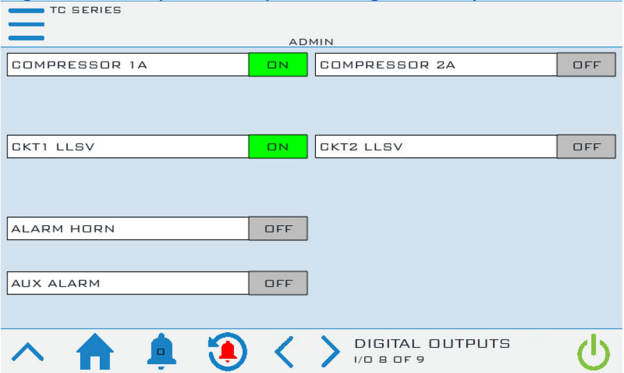 TC SERIES
ADMIN
COMPRESSOR 1A ON COMPRESSOR 2A OFF
CKT1 LLSV ON CKT2 LLSV OFF
ALARM HORN OFF
AUX ALARM OFF
0
DIGITAL OUTPUTS
I/O 8 OF 9